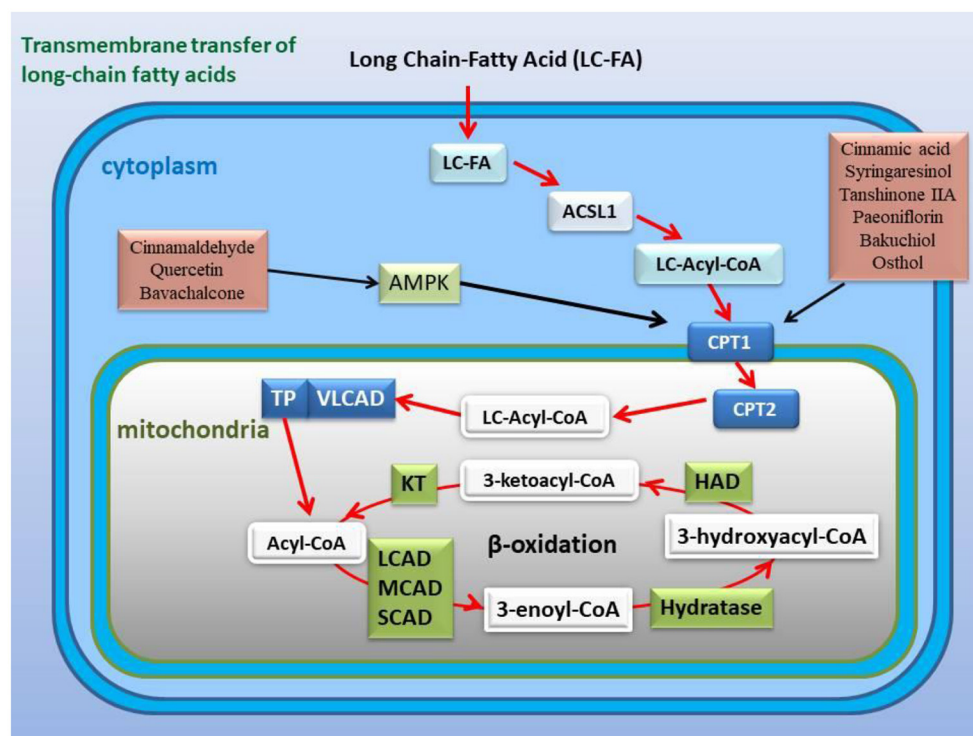 Transmembrane transfer of
long-chain fatty acids
Long Chain-Fatty Acid (LC-FA)
cytoplasm
LC-FA
ACSL1
LC-Acyl-CoA
Cinnamic acid
Syringaresinol
Tanshinone IIA
Paeoniflorin
Bakuchiol
Osthol
Cinnamaldehyde
Quercetin
Bavachalcone
AMPK
CPT1
CPT2
TP VLCAD
LC-Acyl-CoA
mitochondria
KT
3-ketoacyl-CoA
HAD
Acyl-CoA
β-oxidation
3-hydroxyacyl-CoA
LCAD
MCAD
SCAD
3-enoyl-CoA
Hydratase